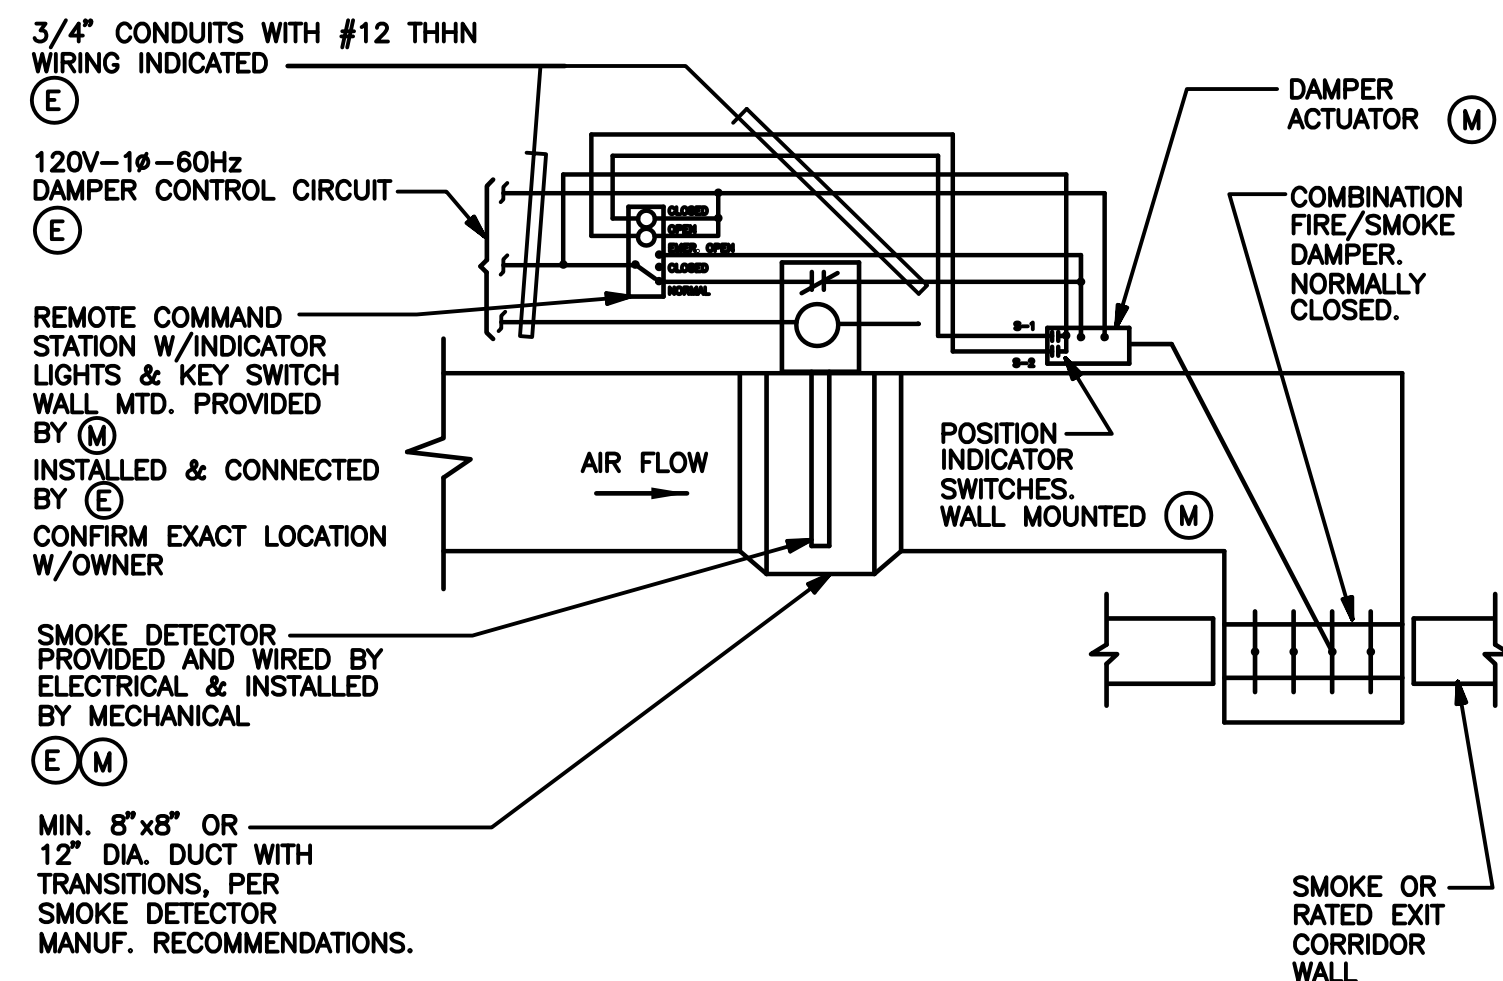 3/4" CONDUITS WITH #12 THHN
WIRING INDICATED
E
120V-1ø-60Hz
DAMPER CONTROL CIRCUIT
E
REMOTE COMMAND
STATION W/INDICATOR
LIGHTS & KEY SWITCH
WALL MTD. PROVIDED
BY M
INSTALLED & CONNECTED
BY E
CONFIRM EXACT LOCATION
W/OWNER
SMOKE DETECTOR
PROVIDED AND WIRED BY
ELECTRICAL & INSTALLED
BY MECHANICAL
E M
MIN. 8"x8" OR
12" DIA. DUCT WITH
TRANSITIONS, PER
SMOKE DETECTOR
MANUF. RECOMMENDATIONS.
CLOSED
OPEN
EMER. OPEN
CLOSED
NORMAL
AIR FLOW
S-1
S-2
POSITION
INDICATOR
SWITCHES.
WALL MOUNTED M
DAMPER
ACTUATOR M
COMBINATION
FIRE/SMOKE
DAMPER.
NORMALLY
CLOSED.
SMOKE OR
RATED EXIT
CORRIDOR
WALL